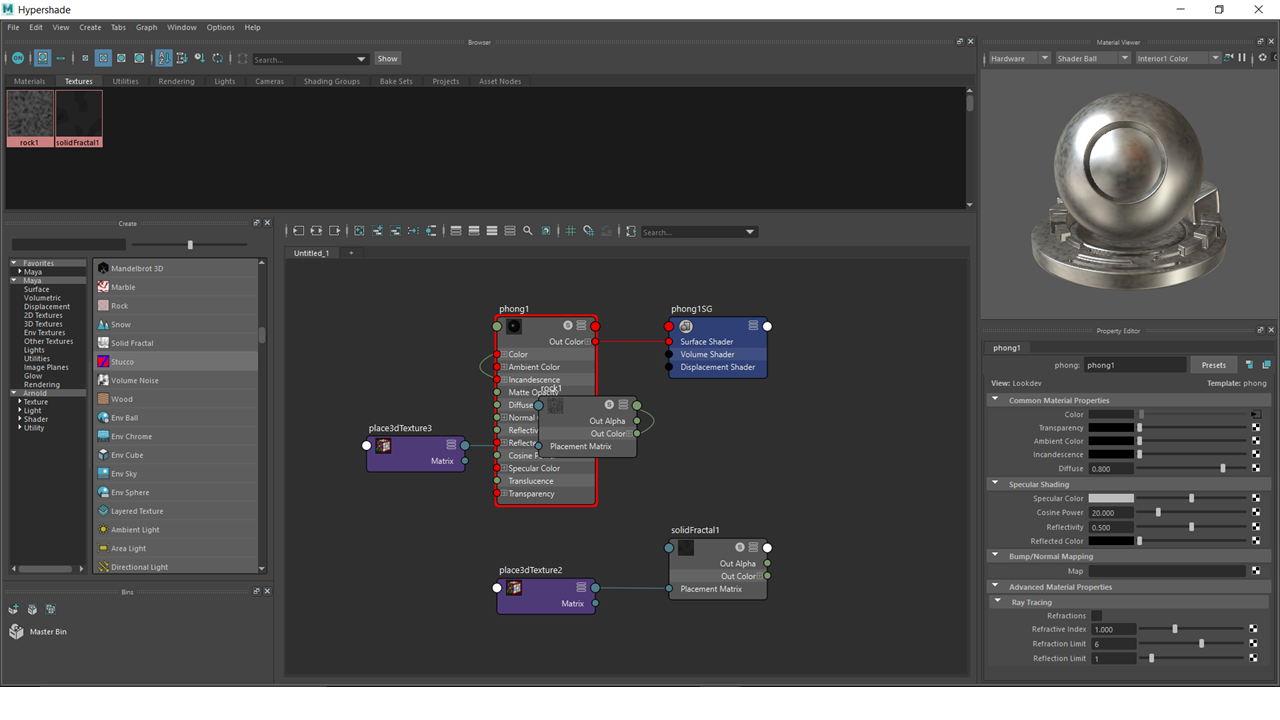 Hypershade
File Edit View Create Tabs Graph Window Options Help
Browser
ON
Search...
Show
Materials Textures Utilities Rendering Lights Cameras Shading Groups Bake Sets Projects Asset Nodes
rock1 solidFractal1
Material Viewer
Hardware Shader Ball Interior1 Color
Create
Favorites
Maya
Maya
Surface
Volumetric
Displacement
2D Textures
3D Textures
Env Textures
Other Textures
Lights
Utilities
Image Planes
Glow
Rendering
Arnold
Texture
Light
Shader
Utility
Mandelbrot 3D
Marble
Rock
Snow
Solid Fractal
Stucco
Volume Noise
Wood
Env Ball
Env Chrome
Env Cube
Env Sky
Env Sphere
Layered Texture
Ambient Light
Area Light
Directional Light
Bins
Master Bin
Search...
Untitled_1 +
phong1
S
Out Color
Color
Ambient Color
Incandescence
Matte Opacity
Diffuse
Normal
Reflectiv
Reflecte
Cosine P
Specular Color
Translucence
Transparency
phong1SG
Surface Shader
Volume Shader
Displacement Shader
rock1
S
Out Alpha
Out Color
Placement Matrix
place3dTexture3
Matrix
place3dTexture2
Matrix
solidFractal1
S
Out Alpha
Out Color
Placement Matrix
Property Editor
phong1
phong: phong1 Presets
View: Lookdev Template: phong
Common Material Properties
Color
Transparency
Ambient Color
Incandescence
Diffuse 0.800
Specular Shading
Specular Color
Cosine Power 20.000
Reflectivity 0.500
Reflected Color
Bump/Normal Mapping
Map
Advanced Material Properties
Ray Tracing
Refractions
Refractive Index 1.000
Refraction Limit 6
Reflection Limit 1